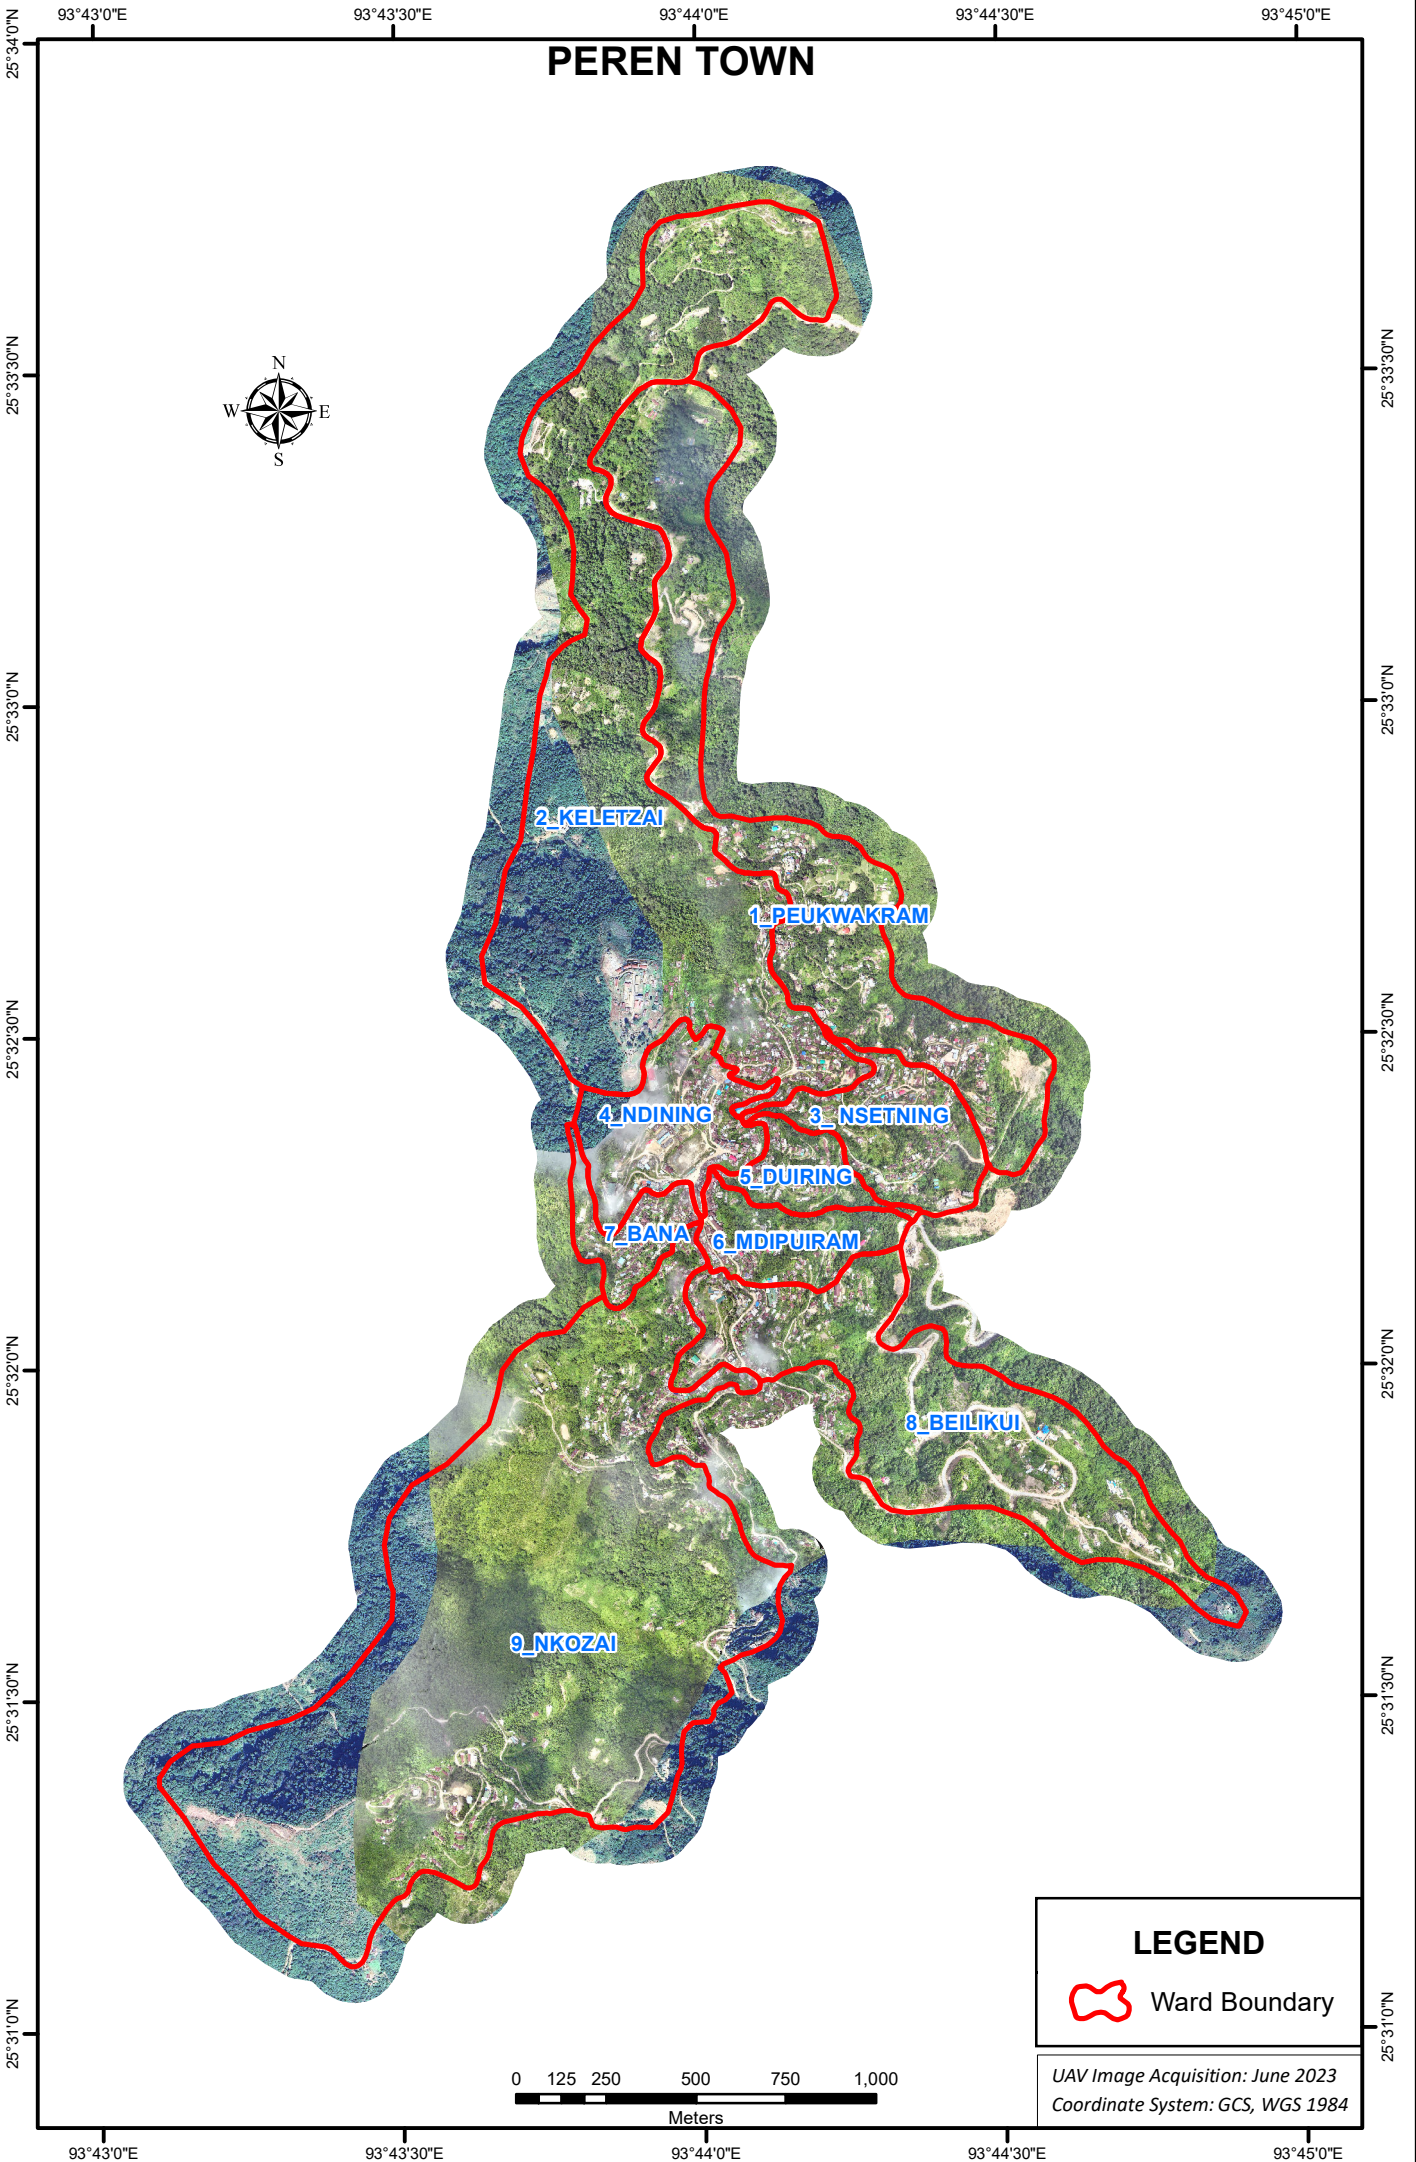 93°43'0"E 93°43'30"E 93°44'0"E 93°44'30"E 93°45'0"E
25°34'0"N
PEREN TOWN
25°33'30"N 25°33'30"N
N
W E
S
25°33'0"N 25°33'0"N
2_KELETZAI
1_PEUKWAKRAM
25°32'30"N 25°32'30"N
4_NDINING 3_ NSETNING
5_DUIRING
7_BANA 6_MDIPUIRAM
25°32'0"N 25°32'0"N
8_BEILIKUI
9_NKOZAI
25°31'30"N 25°31'30"N
LEGEND
Ward Boundary
25°31'0"N 25°31'0"N
0 125 250 500 750 1,000
Meters
UAV Image Acquisition: June 2023
Coordinate System: GCS, WGS 1984
93°43'0"E 93°43'30"E 93°44'0"E 93°44'30"E 93°45'0"E